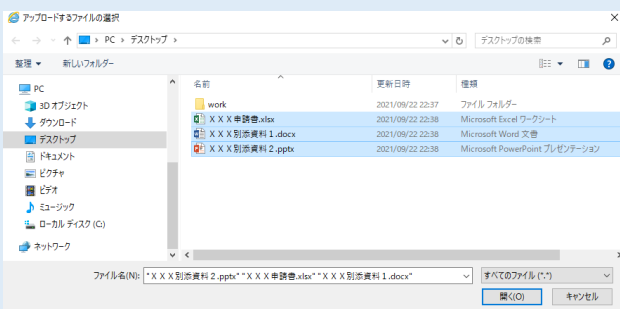 アップロードするファイルの選択
PC > デスクトップ >
デスクトップの検索
整理 新しいフォルダー
名前 更新日時 種類
PC
3D オブジェクト
ダウンロード
デスクトップ
ドキュメント
ピクチャ
ビデオ
ミュージック
ローカル ディスク (C:)
ネットワーク
work 2021/09/22 22:37 ファイル フォルダー
ＸＸＸ申請書.xlsx 2021/09/22 22:38 Microsoft Excel ワークシート
ＸＸＸ別添資料１.docx 2021/09/22 22:38 Microsoft Word 文書
ＸＸＸ別添資料２.pptx 2021/09/22 22:38 Microsoft PowerPoint プレゼンテーション
ファイル名(N): "ＸＸＸ別添資料２.pptx" "ＸＸＸ申請書.xlsx" "ＸＸＸ別添資料１.docx" すべてのファイル (*.*)
開く(O) キャンセル